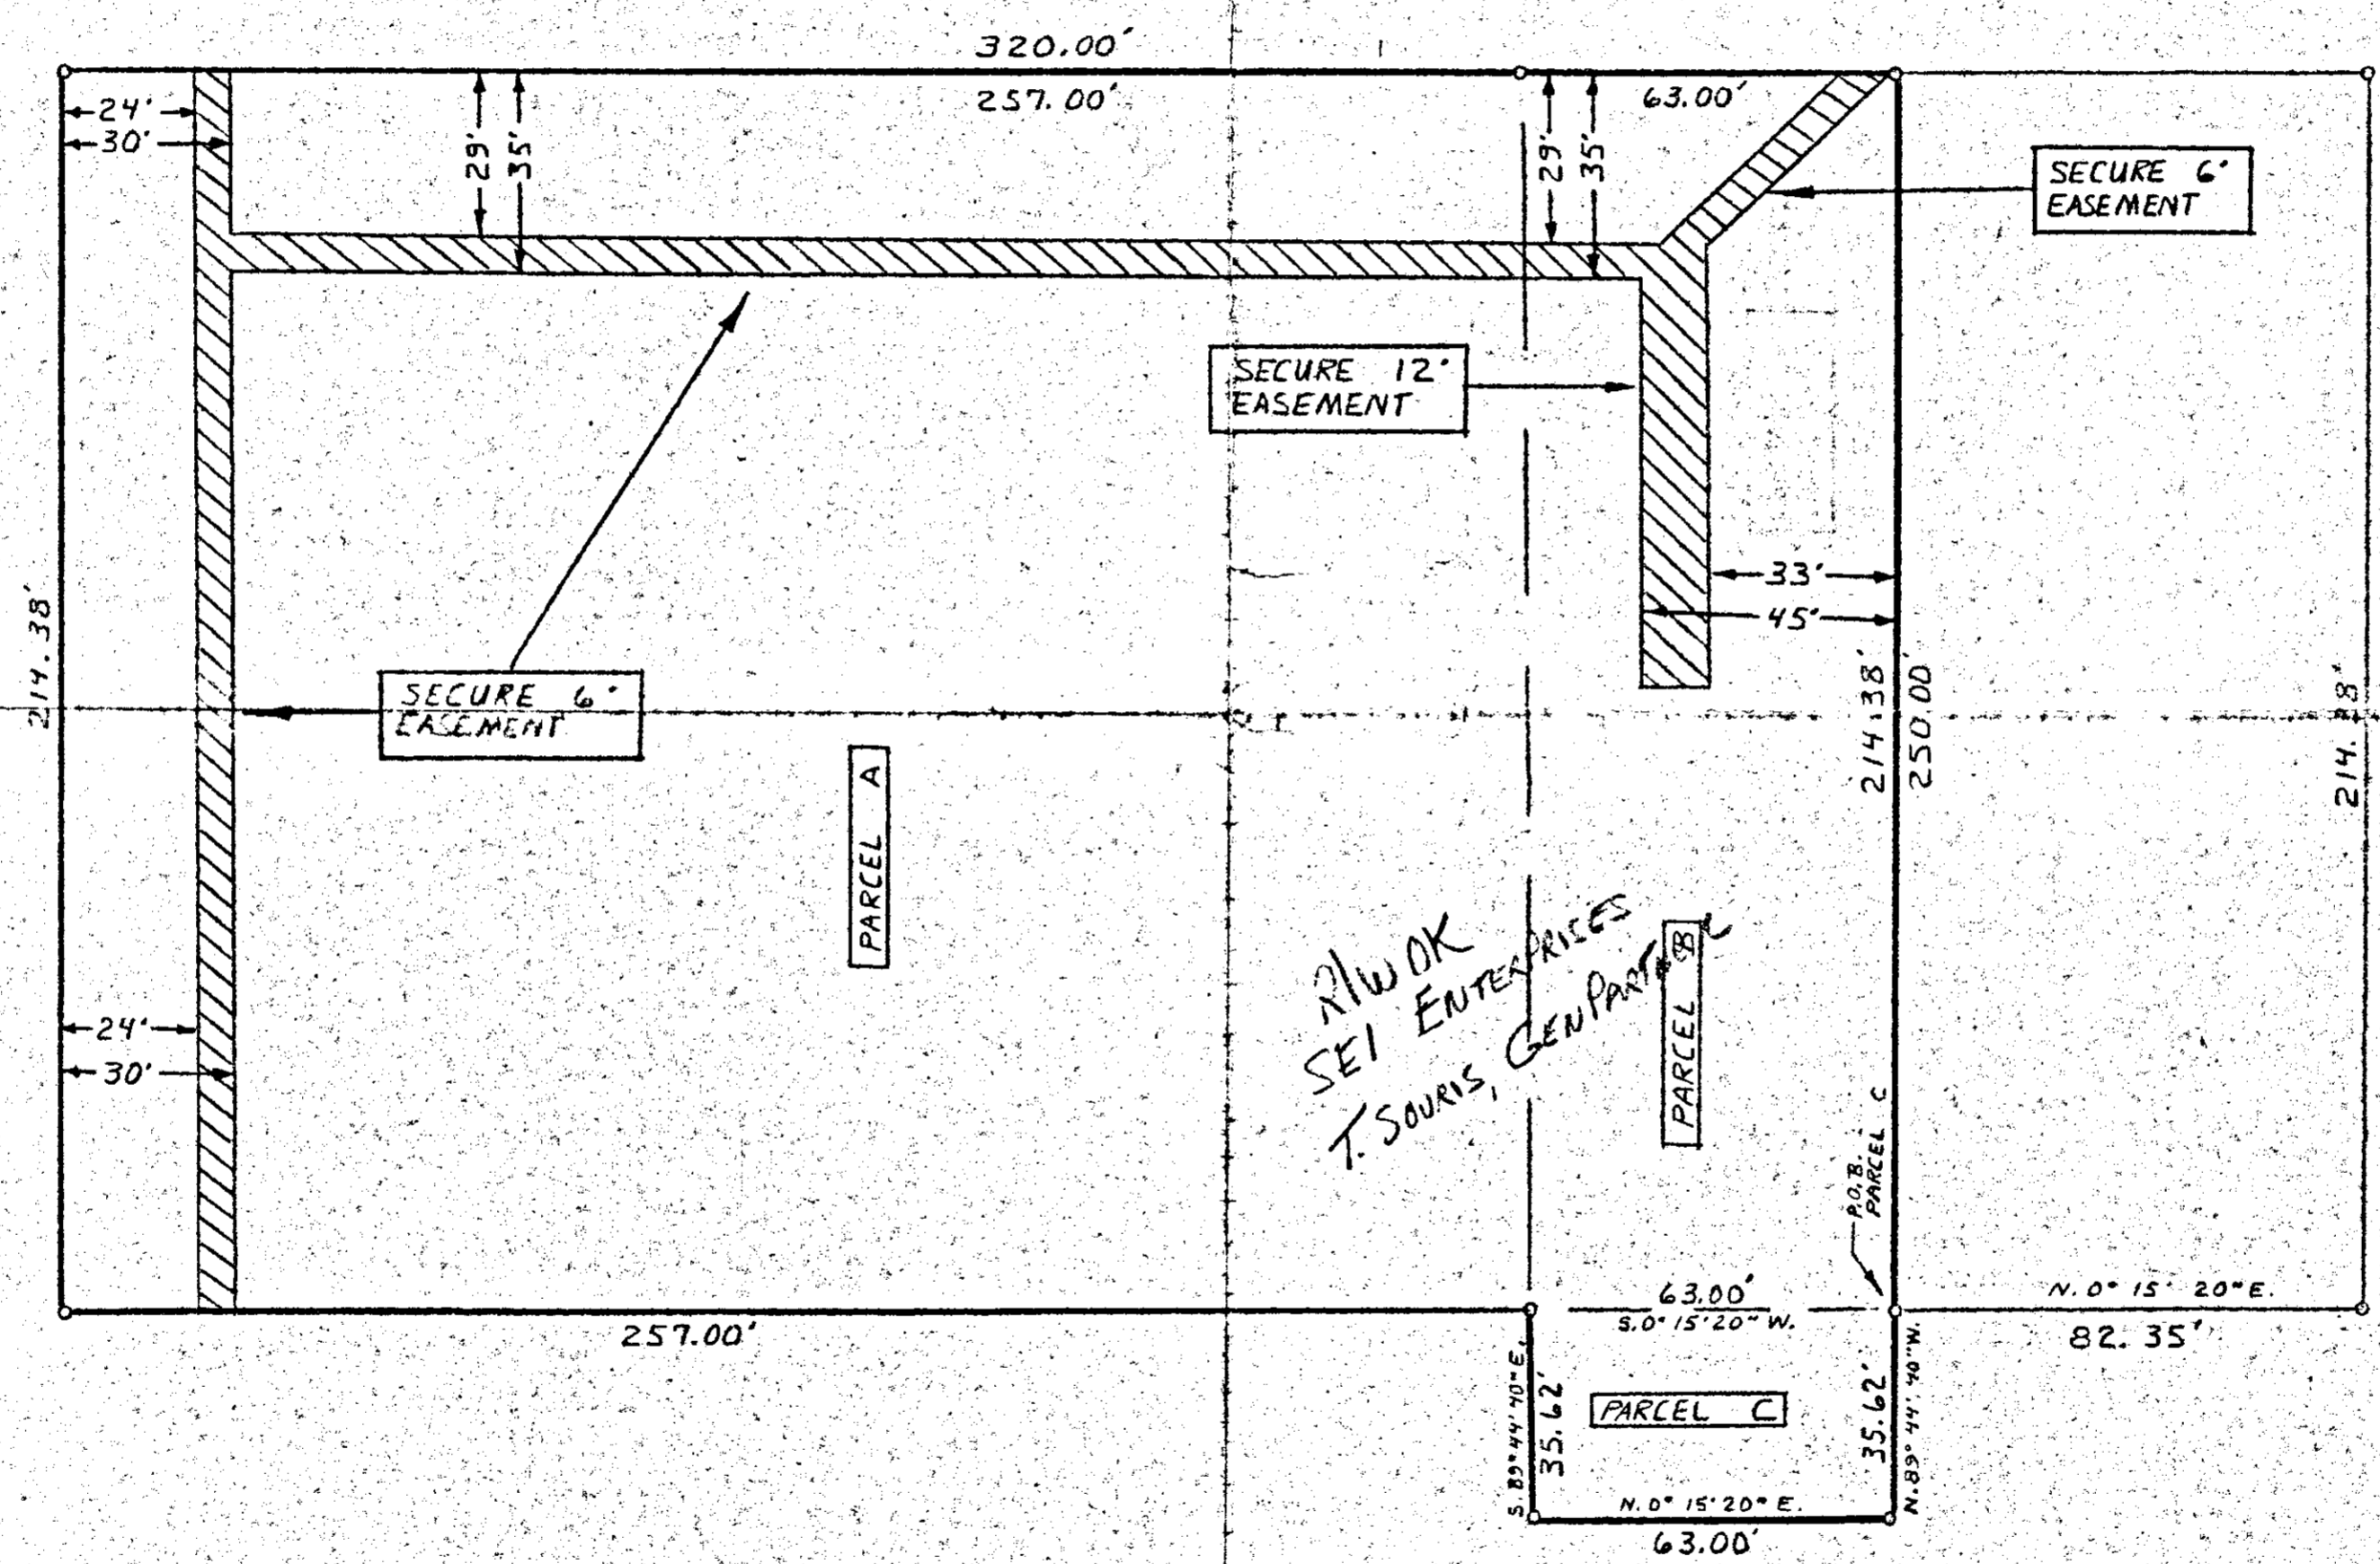 320.00'
257.00'
63.00'
24'
30'
29'
35'
29'
35'
SECURE 6'
EASEMENT
SECURE 12'
EASEMENT
33'
45'
214.38'
SECURE 6'
EASEMENT
214.38'
250.00'
214.38'
PARCEL A
R/W OK
SEI ENTERPRISES
T. SOURIS, GEN PARTNER
PARCEL B
24'
30'
P.O.B.
PARCEL C
257.00'
63.00'
S.0° 15' 20" W.
N. 0° 15' 20" E.
82.35'
S. 89° 44' 40" E.
35.62'
PARCEL C
35.62'
N. 89° 44' 40" W.
N. 0° 15' 20" E.
63.00'